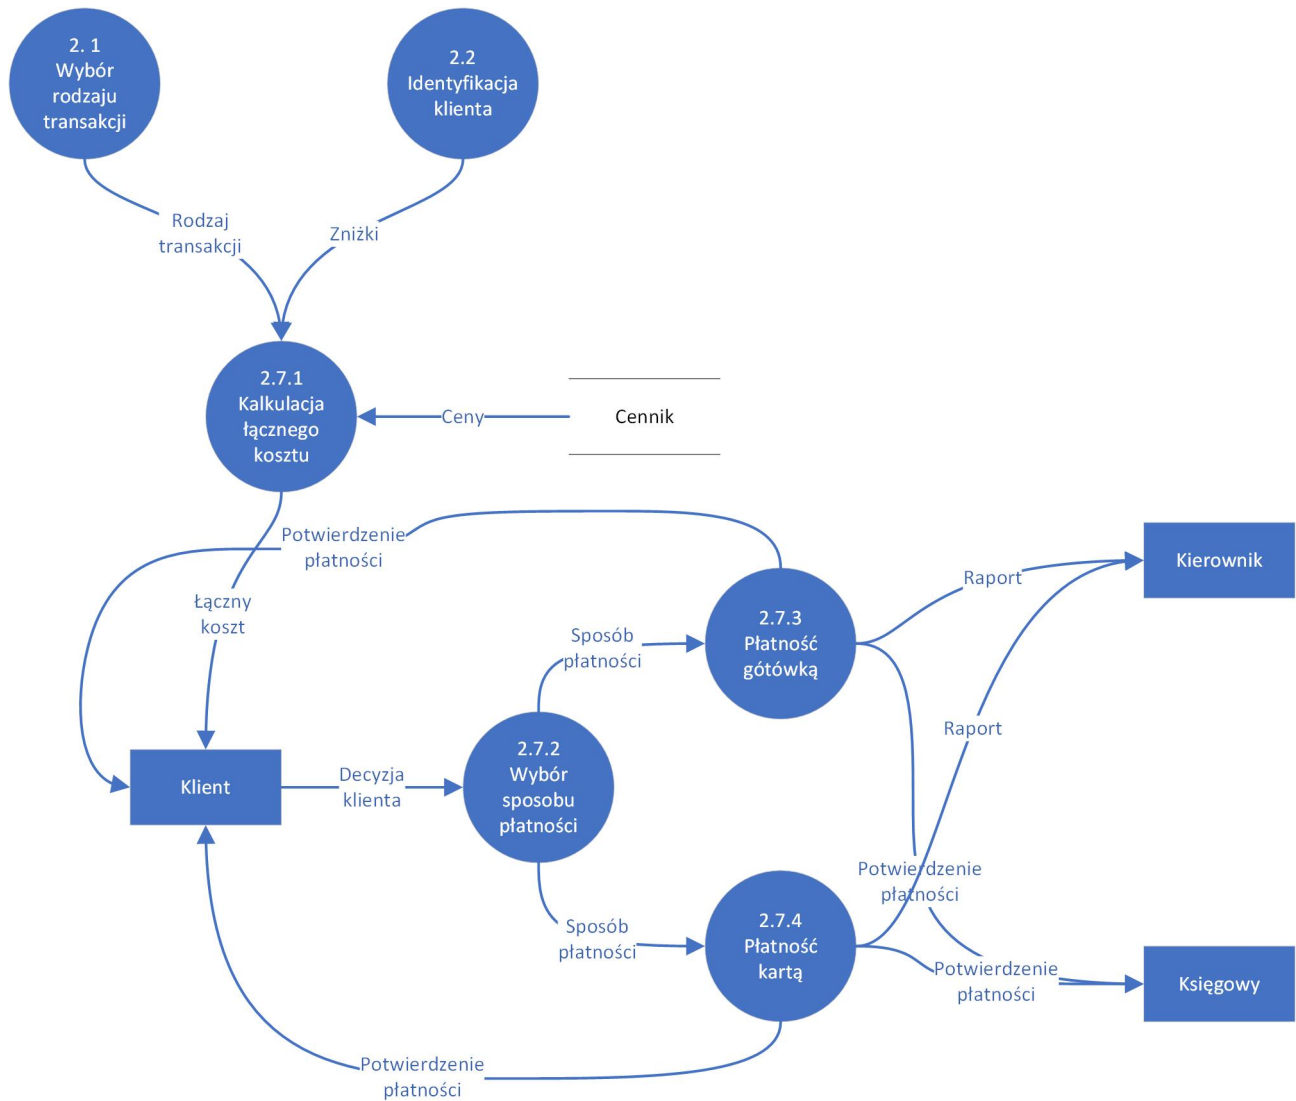 2. 1
Wybór
rodzaju
transakcji
2.2
Identyfikacja
klienta
Rodzaj
transakcji
Zniżki
2.7.1
Kalkulacja
łącznego
kosztu
Ceny
Cennik
Potwierdzenie
płatności
Łączny
koszt
Kierownik
Raport
2.7.3
Płatność
gótówką
Sposób
płatności
Raport
2.7.2
Wybór
sposobu
płatności
Klient
Decyzja
klienta
Potwierdzenie
płatności
2.7.4
Płatność
kartą
Sposób
płatności
Potwierdzenie
płatności
Księgowy
Potwierdzenie
płatności